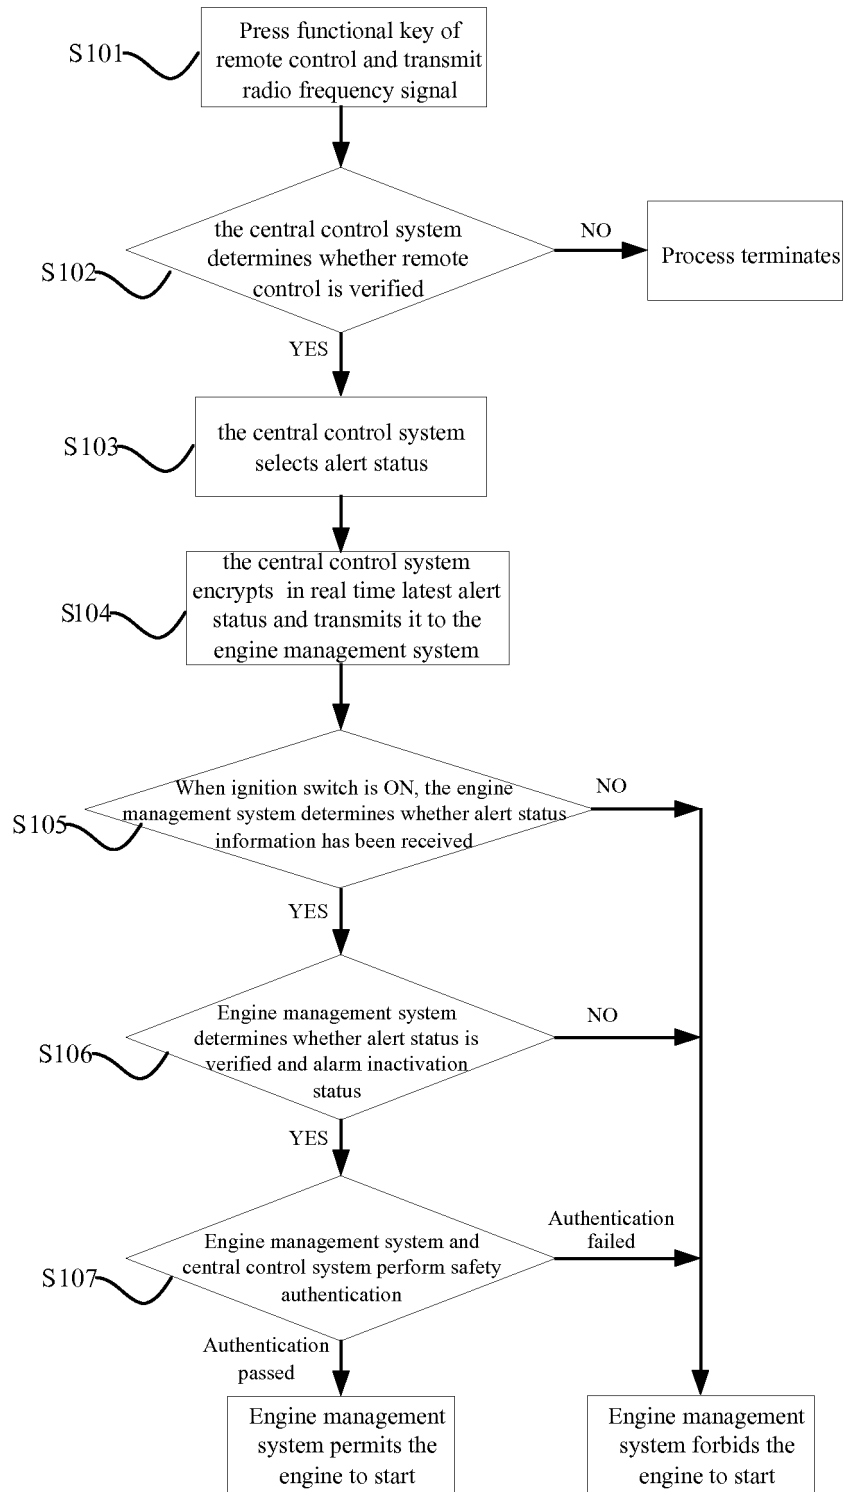 S101
Press functional key of
remote control and transmit
radio frequency signal
S102
the central control system
determines whether remote
control is verified
NO
Process terminates
YES
S103
the central control system
selects alert status
S104
the central control system
encrypts in real time latest alert
status and transmits it to the
engine management system
S105
When ignition switch is ON, the engine
management system determines whether alert status
information has been received
NO
YES
S106
Engine management system
determines whether alert status is
verified and alarm inactivation
status
NO
YES
S107
Engine management system and
central control system perform safety
authentication
Authentication
failed
Authentication
passed
Engine management
system permits the
engine to start
Engine management
system forbids the
engine to start